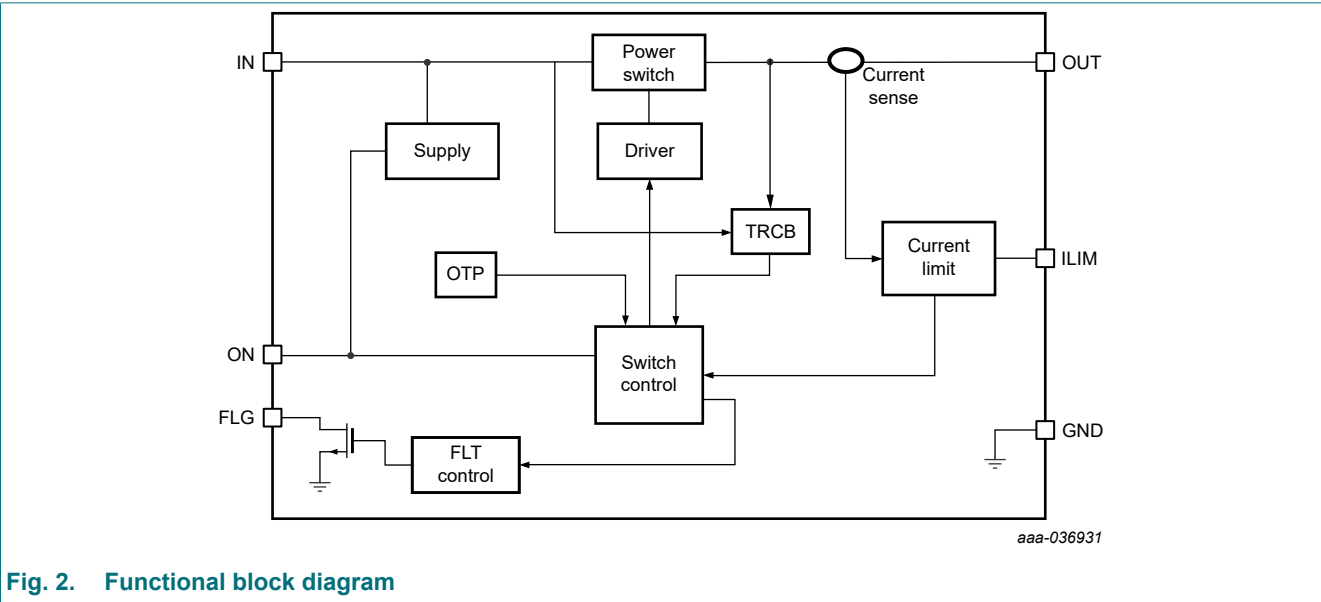 IN
Power
switch
OUT
Current
sense
Supply
Driver
TRCB
Current
limit
ILIM
OTP
ON
Switch
control
FLG
FLT
control
GND
aaa-036931
Fig. 2. Functional block diagram